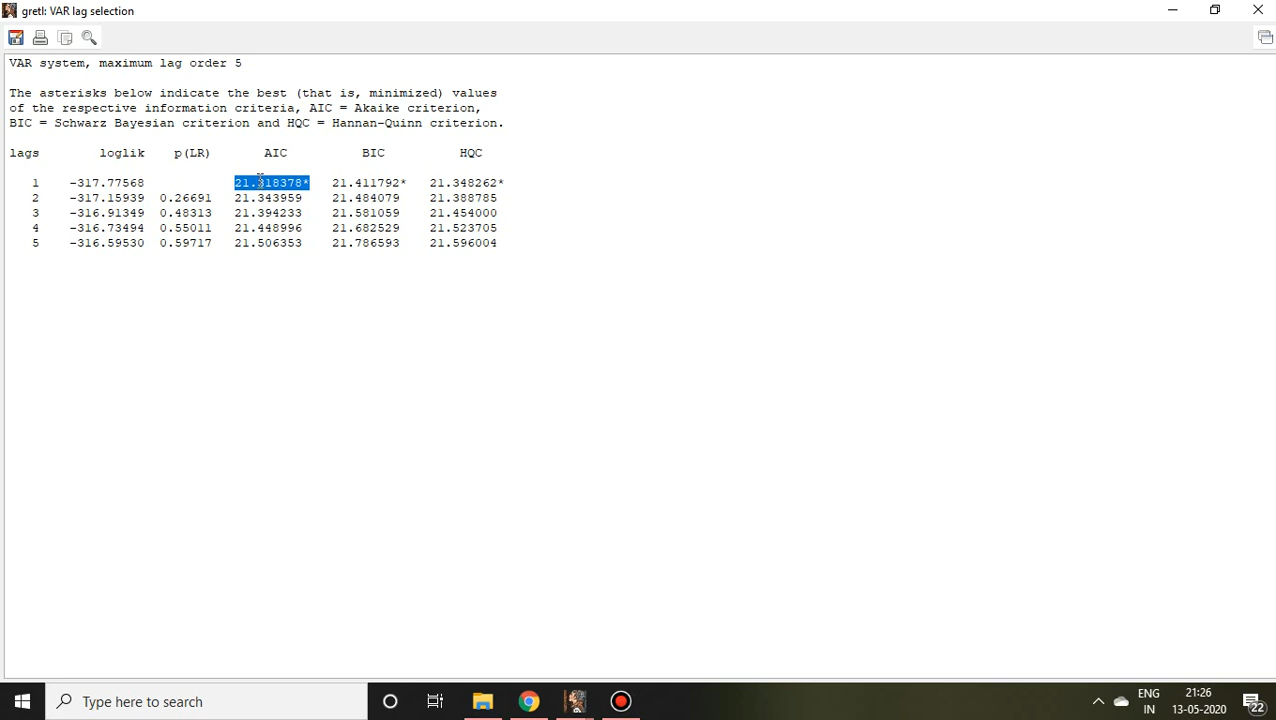 gretl: VAR lag selection
VAR system, maximum lag order 5
The asterisks below indicate the best (that is, minimized) values
of the respective information criteria, AIC = Akaike criterion,
BIC = Schwarz Bayesian criterion and HQC = Hannan-Quinn criterion.
lags loglik p(LR) AIC BIC HQC
1 -317.77568 21.318378* 21.411792* 21.348262*
2 -317.15939 0.26691 21.343959 21.484079 21.388785
3 -316.91349 0.48313 21.394233 21.581059 21.454000
4 -316.73494 0.55011 21.448996 21.682529 21.523705
5 -316.59530 0.59717 21.506353 21.786593 21.596004
Type here to search
ENG
IN
21:26
13-05-2020
22